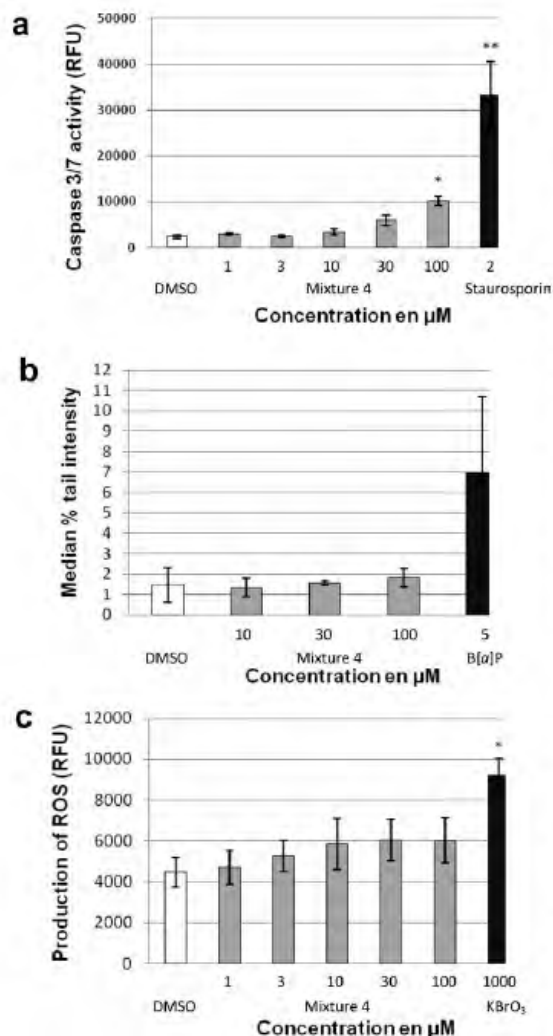 a
Caspase 3/7 activity (RFU)
50000
40000
30000
20000
10000
0
*
**
1 3 10 30 100 2
DMSO Mixture 4 Staurosporin
Concentration en µM
b
Median % tail intensity
12
11
10
9
8
7
6
5
4
3
2
1
0
10 30 100 5
DMSO Mixture 4 B[a]P
Concentration en µM
c
Production of ROS (RFU)
12000
10000
8000
6000
4000
2000
0
*
1 3 10 30 100 1000
DMSO Mixture 4 KBrO₃
Concentration en µM